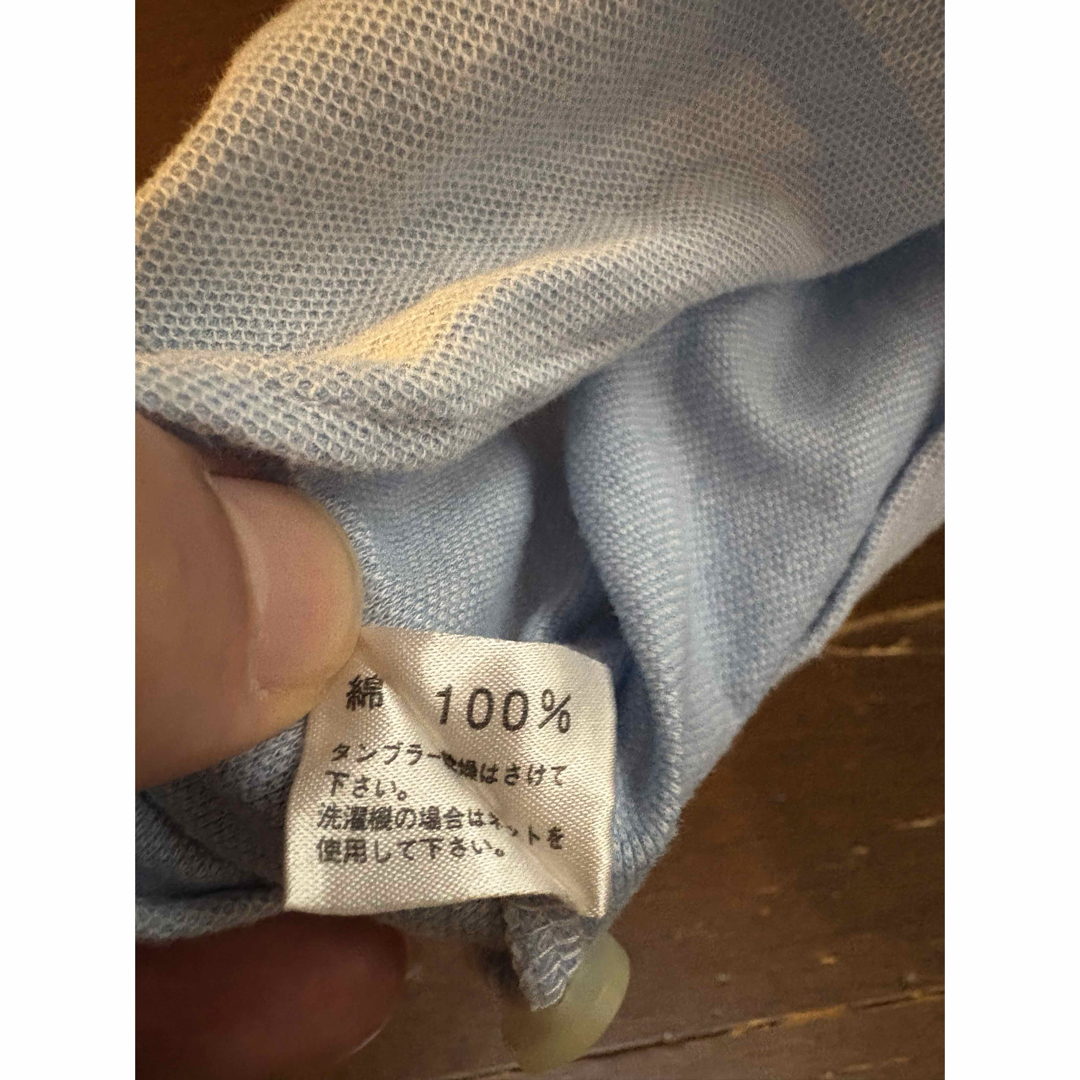 綿 100%
タンブラー乾燥はさけて
下さい。
洗濯機の場合はネットを
使用して下さい。